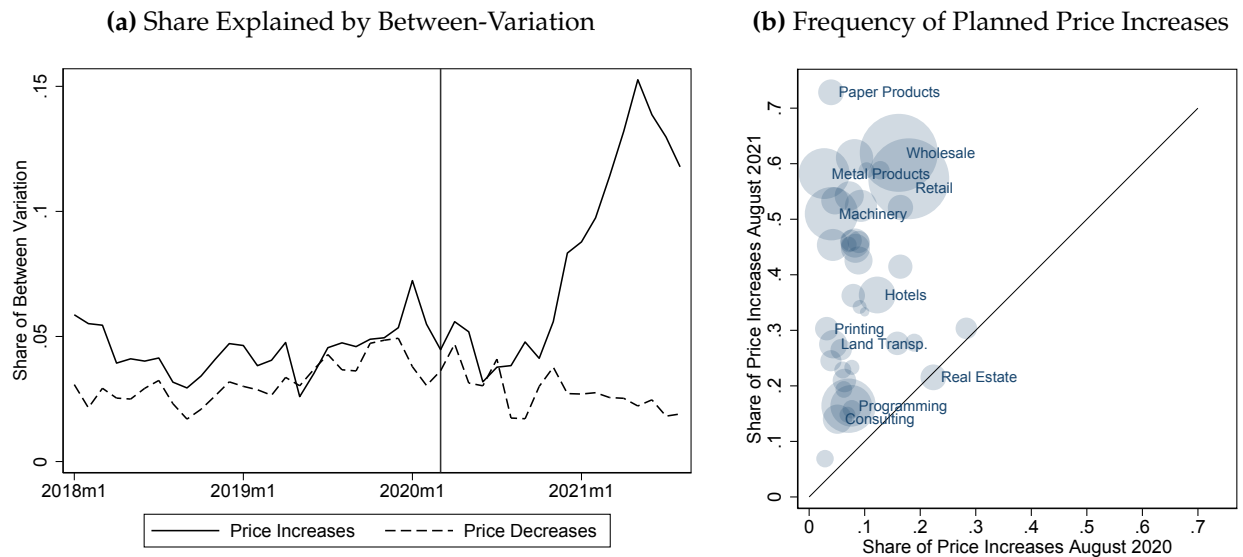 (a) Share Explained by Between-Variation
Share of Between Variation
.15
.1
.05
0
2018m1 2019m1 2020m1 2021m1
Price Increases Price Decreases
(b) Frequency of Planned Price Increases
Share of Price Increases August 2021
.7
.6
.5
.4
.3
.2
.1
0
Paper Products
Wholesale
Metal Products
Retail
Machinery
Hotels
Printing
Land Transp.
Real Estate
Programming
Consulting
0 .1 .2 .3 .4 .5 .6 .7
Share of Price Increases August 2020